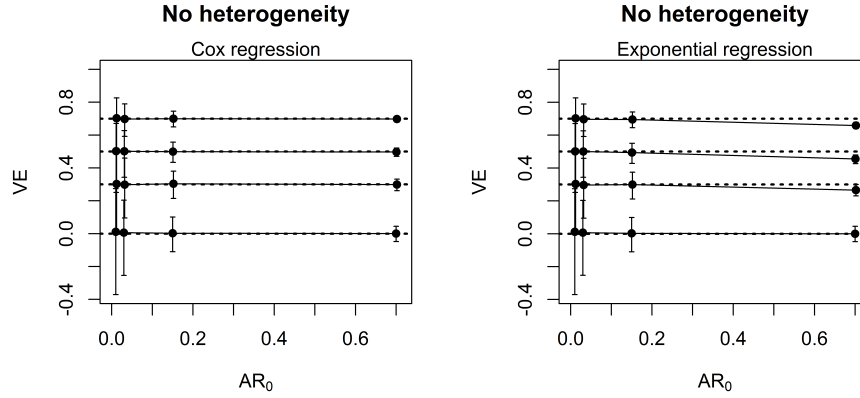 No heterogeneity
Cox regression
VE
0.8
0.4
0.0
-0.4
0.0 0.2 0.4 0.6
AR0
No heterogeneity
Exponential regression
VE
0.8
0.4
0.0
-0.4
0.0 0.2 0.4 0.6
AR0